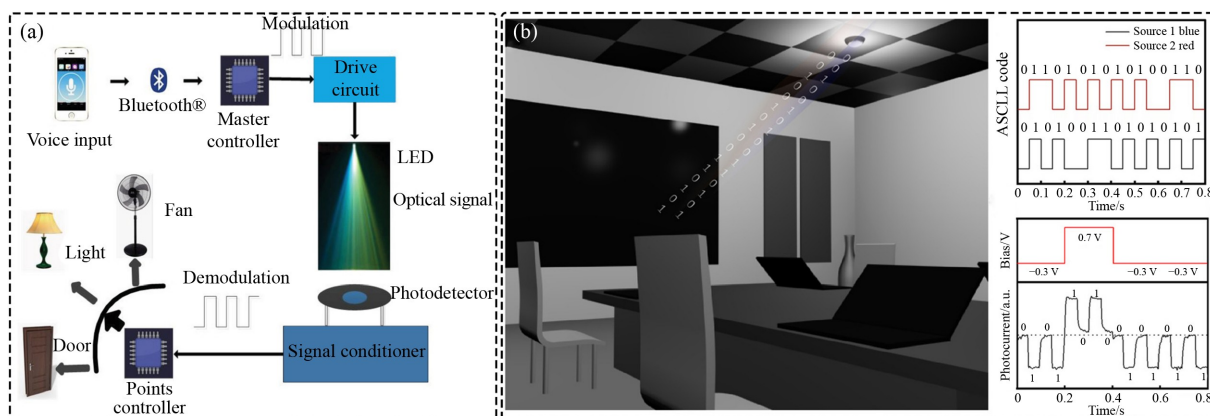 (a)
Modulation
Voice input
Bluetooth®
Master
controller
Drive
circuit
LED
Optical signal
Fan
Light
Demodulation
Photodetector
Door
Signal conditioner
Points
controller
(b)
Source 1 blue
Source 2 red
ASCLL code
0 1 1 0 1 0 1 0 1 0 1 0 0 1 1 0
0 1 0 1 0 0 1 1 0 1 0 1 0 1 0 1
0 0.1 0.2 0.3 0.4 0.5 0.6 0.7 0.8
Time/s
Bias/V
0.7 V
−0.3 V −0.3 V −0.3 V
Photocurrent/a.u.
1 1
0 0 0 0 0 0
0 0
1 1 1 1 1 1
0 0.2 0.4 0.6 0.8
Time/s